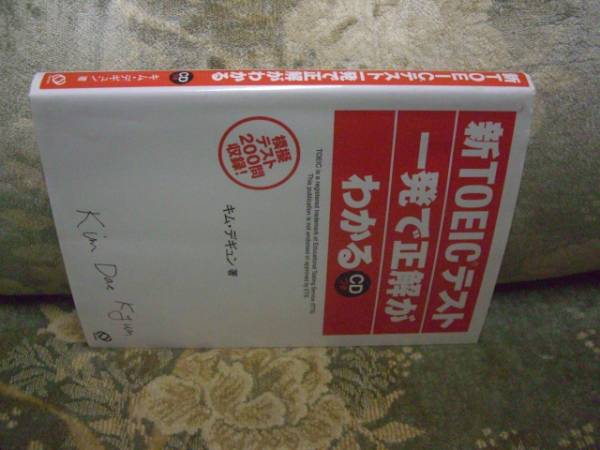 新TOEICテスト
一発で正解が
わかる CD
TOEIC is a registered trademark of Educational Testing Service (ETS).
This publication is not endorsed or approved by ETS.
模擬
テスト
200問
収録!
キム・デギュン 著
Kim Dae Kyun
新TOEICテスト一発で正解がわかる CD キム・デギュン 著